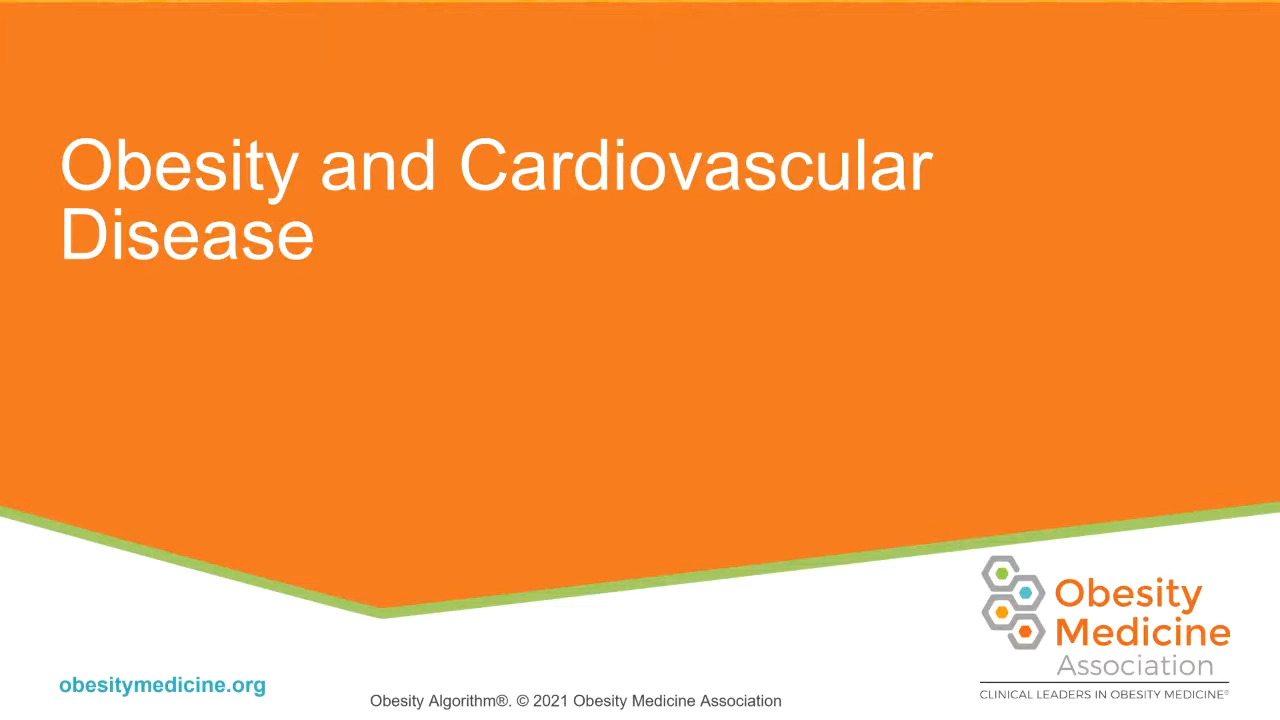 Obesity and Cardiovascular
Disease
Obesity
Medicine
Association
CLINICAL LEADERS IN OBESITY MEDICINE®
obesitymedicine.org
Obesity Algorithm®. © 2021 Obesity Medicine Association